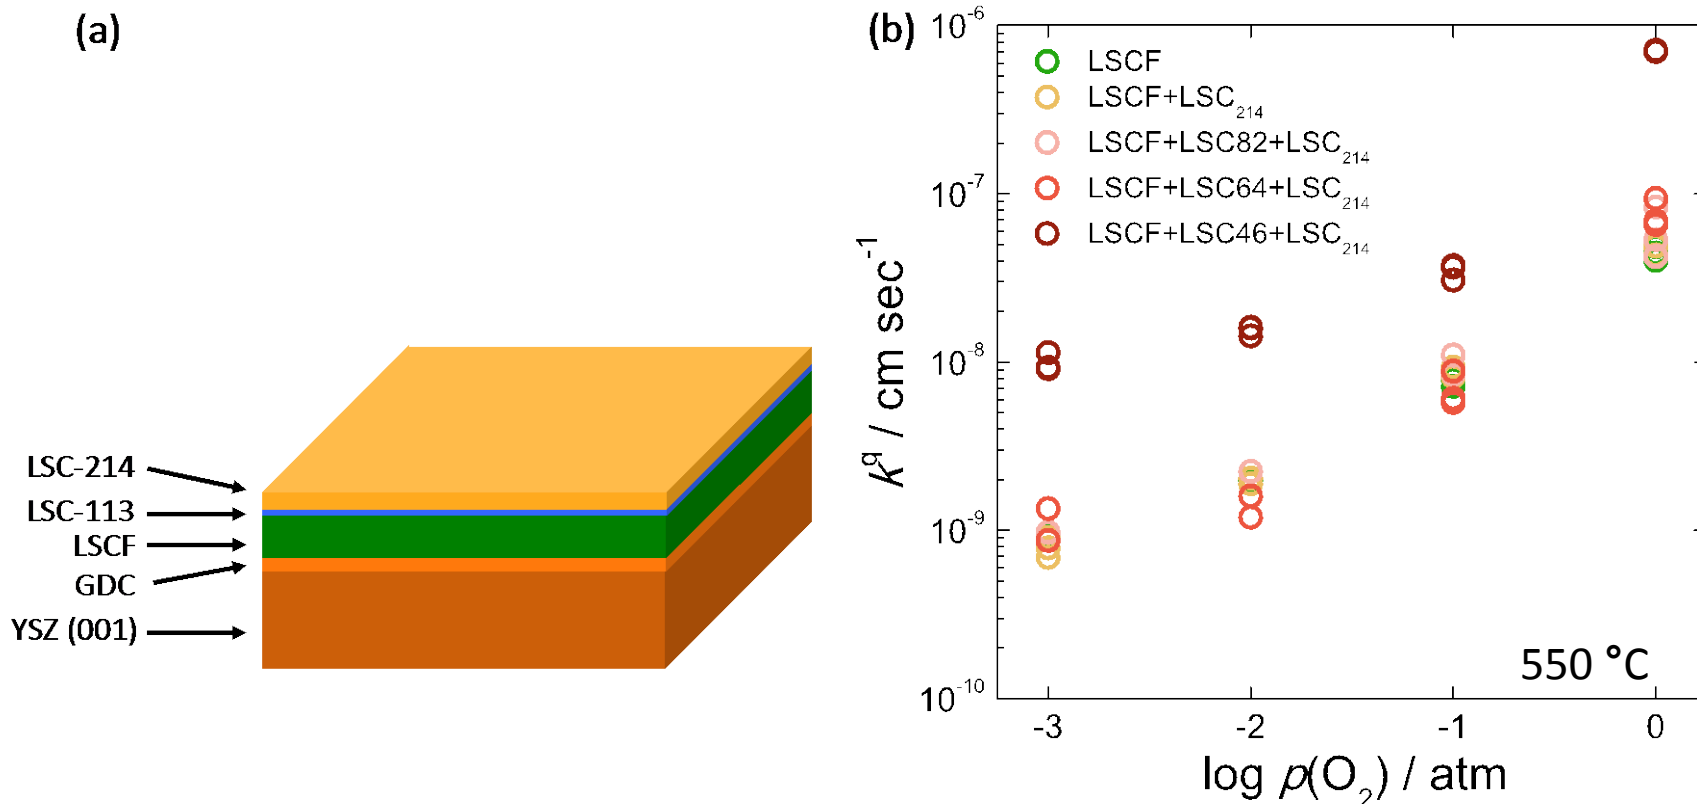 (a)
LSC-214
LSC-113
LSCF
GDC
YSZ (001)
(b)
LSCF
LSCF+LSC₂₁₄
LSCF+LSC82+LSC₂₁₄
LSCF+LSC64+LSC₂₁₄
LSCF+LSC46+LSC₂₁₄
10⁻⁶
10⁻⁷
10⁻⁸
10⁻⁹
10⁻¹⁰
k^q / cm sec⁻¹
550 °C
-3 -2 -1 0
log p(O₂) / atm